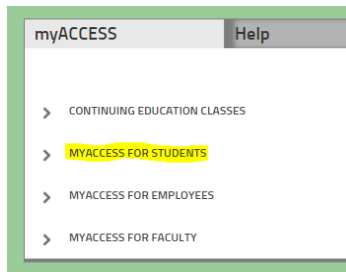 myACCESS
Help
CONTINUING EDUCATION CLASSES
MYACCESS FOR STUDENTS
MYACCESS FOR EMPLOYEES
MYACCESS FOR FACULTY